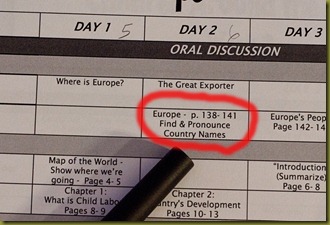 DAY 1 5
DAY 2 6
DAY 3
ORAL DISCUSSION
Where is Europe?
The Great Exporter
Europe - p. 138-141
Find & Pronounce
Country Names
Europe's Peop
Page 142-14
Map of the World -
Show where we're
going - Page 4-5
"Introduction
(Summarize)
Page 6-8
Chapter 1:
What is Child Labo
Pages 8-9
Chapter 2:
ntry's Development
Pages 10-13